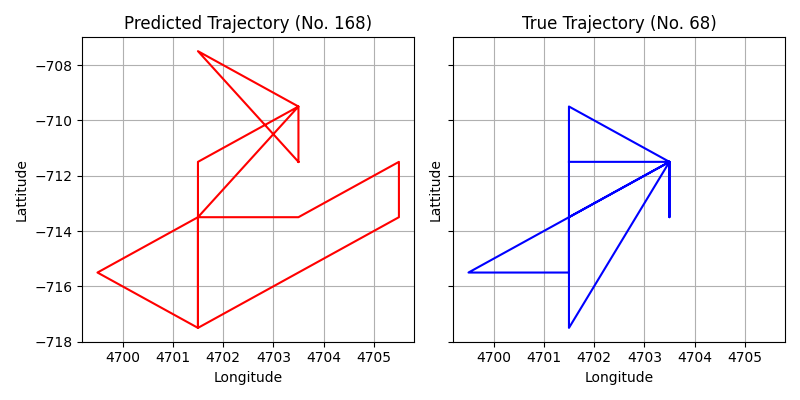 Predicted Trajectory (No. 168)
−708
−710
−712
−714
−716
−718
Lattitude
4700 4701 4702 4703 4704 4705
Longitude
True Trajectory (No. 68)
Lattitude
4700 4701 4702 4703 4704 4705
Longitude